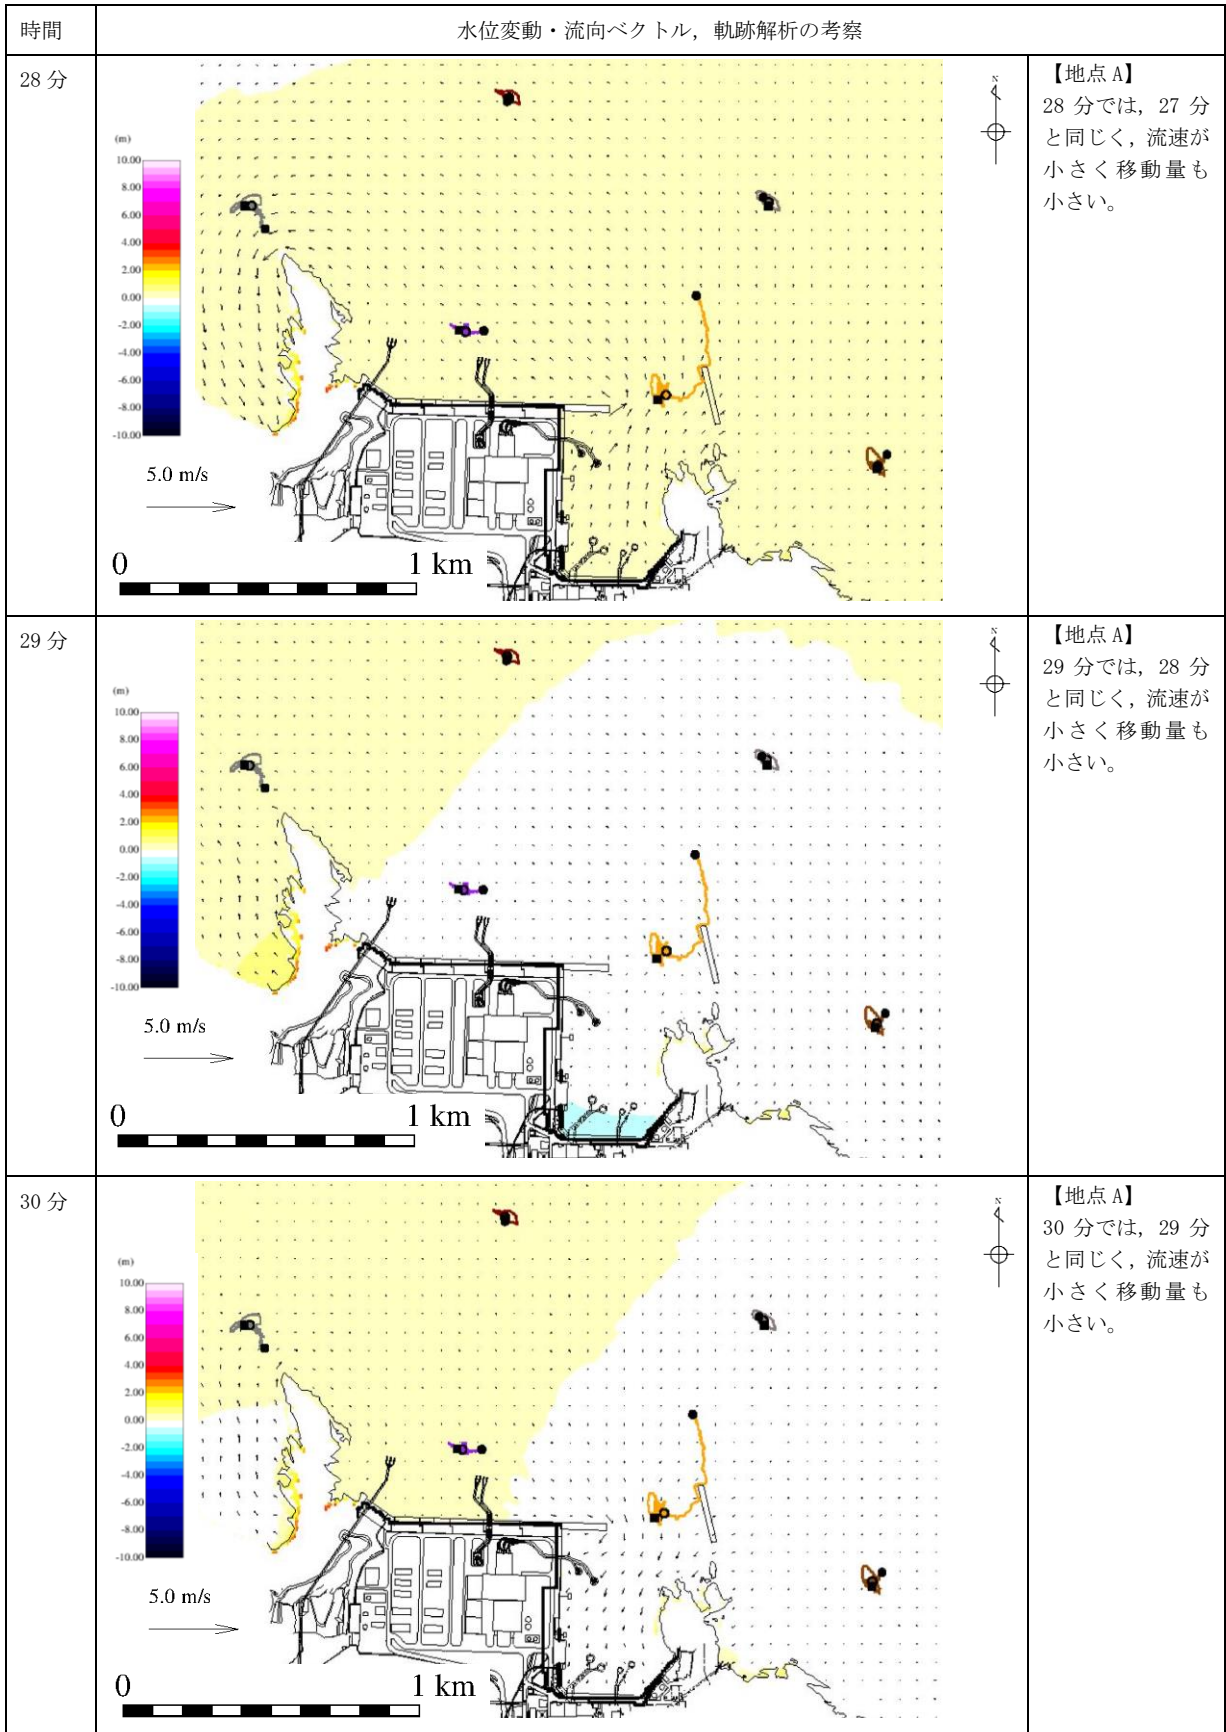 時間
水位変動・流向ベクトル，軌跡解析の考察
28 分
N
(m)
10.00
8.00
6.00
4.00
2.00
0.00
-2.00
-4.00
-6.00
-8.00
-10.00
5.0 m/s
0
1 km
【地点 A】
28 分では，27 分
と同じく，流速が
小さく移動量も
小さい。
29 分
N
(m)
10.00
8.00
6.00
4.00
2.00
0.00
-2.00
-4.00
-6.00
-8.00
-10.00
5.0 m/s
0
1 km
【地点 A】
29 分では，28 分
と同じく，流速が
小さく移動量も
小さい。
30 分
N
(m)
10.00
8.00
6.00
4.00
2.00
0.00
-2.00
-4.00
-6.00
-8.00
-10.00
5.0 m/s
0
1 km
【地点 A】
30 分では，29 分
と同じく，流速が
小さく移動量も
小さい。